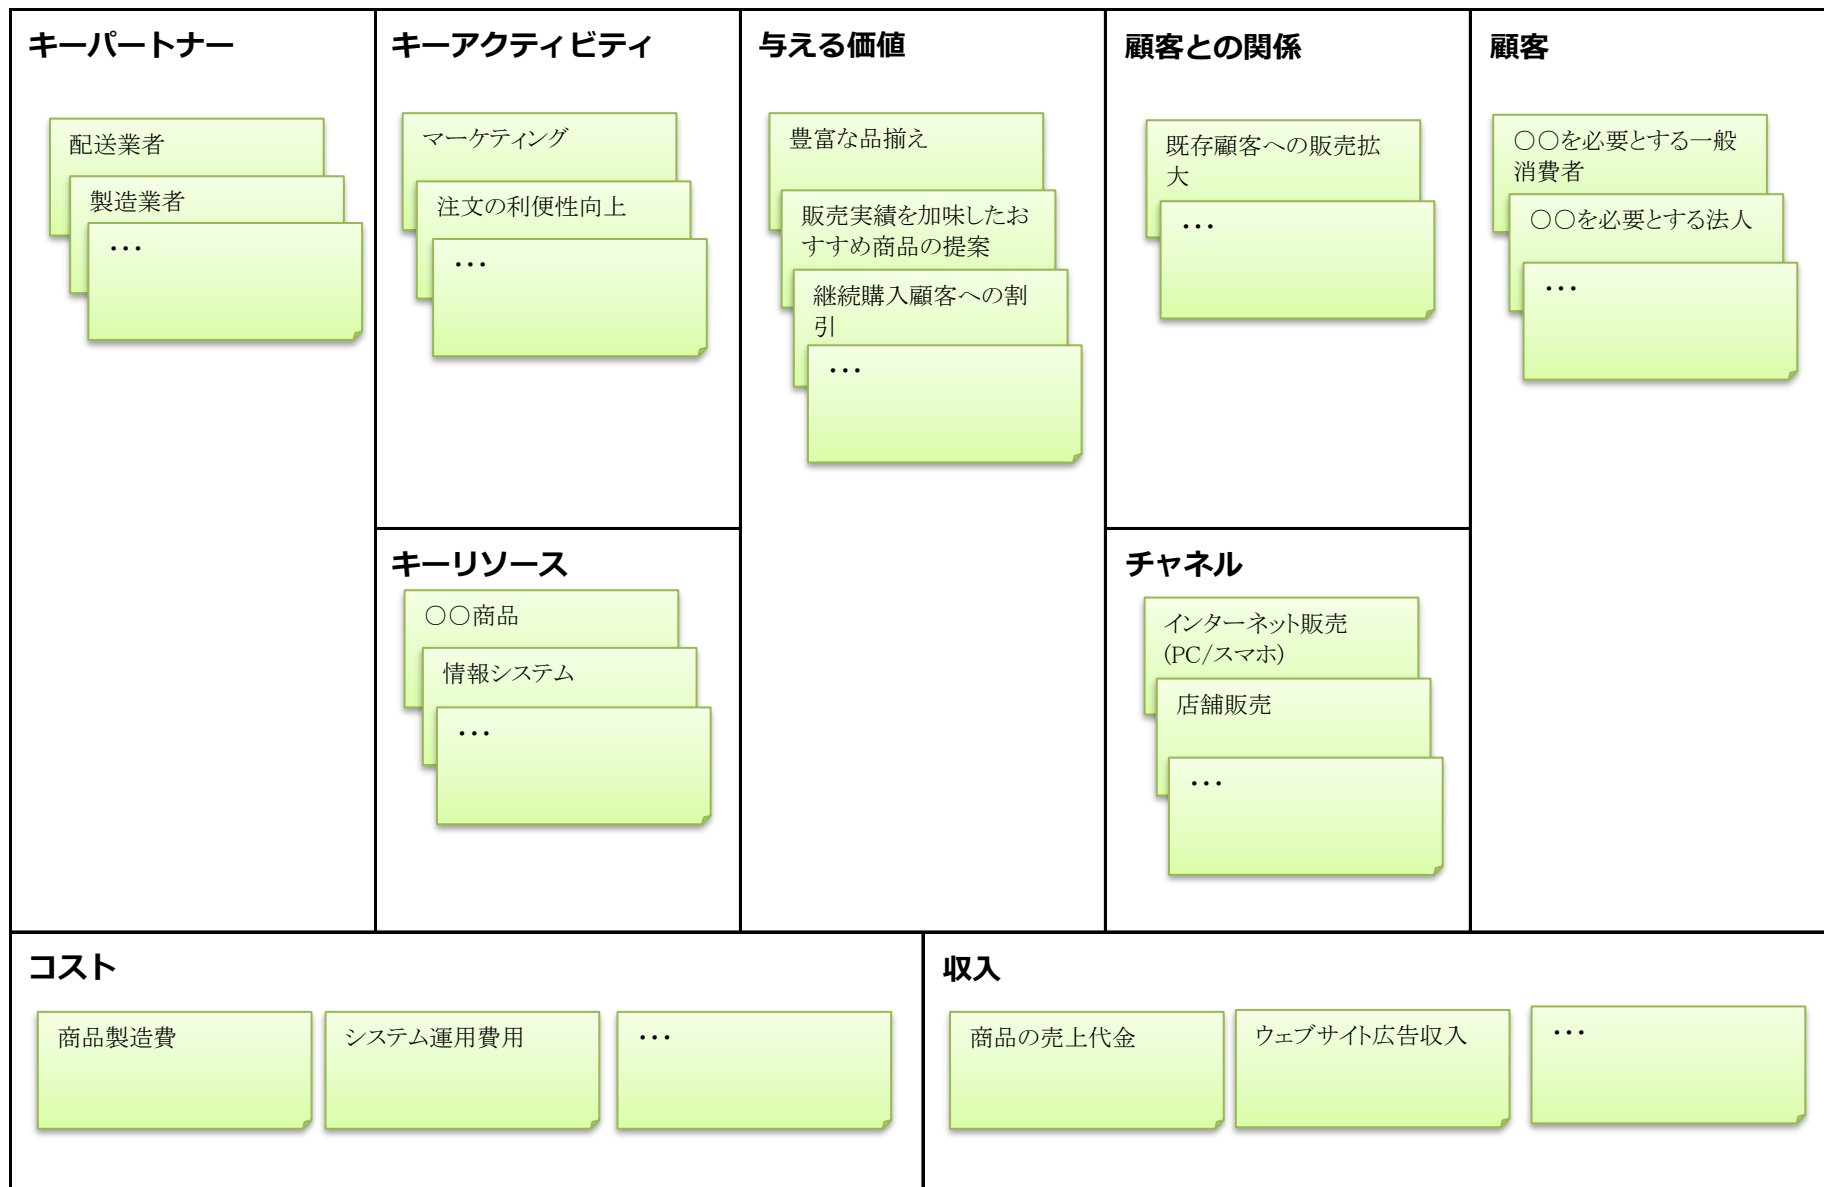 キーパートナー
配送業者
製造業者
・・・
キーアクティビティ
マーケティング
注文の利便性向上
・・・
キーリソース
〇〇商品
情報システム
・・・
与える価値
豊富な品揃え
販売実績を加味したお
すすめ商品の提案
継続購入顧客への割
引
・・・
顧客との関係
既存顧客への販売拡
大
・・・
チャネル
インターネット販売
(PC/スマホ)
店舗販売
・・・
顧客
〇〇を必要とする一般
消費者
〇〇を必要とする法人
・・・
コスト
商品製造費
システム運用費用
・・・
収入
商品の売上代金
ウェブサイト広告収入
・・・